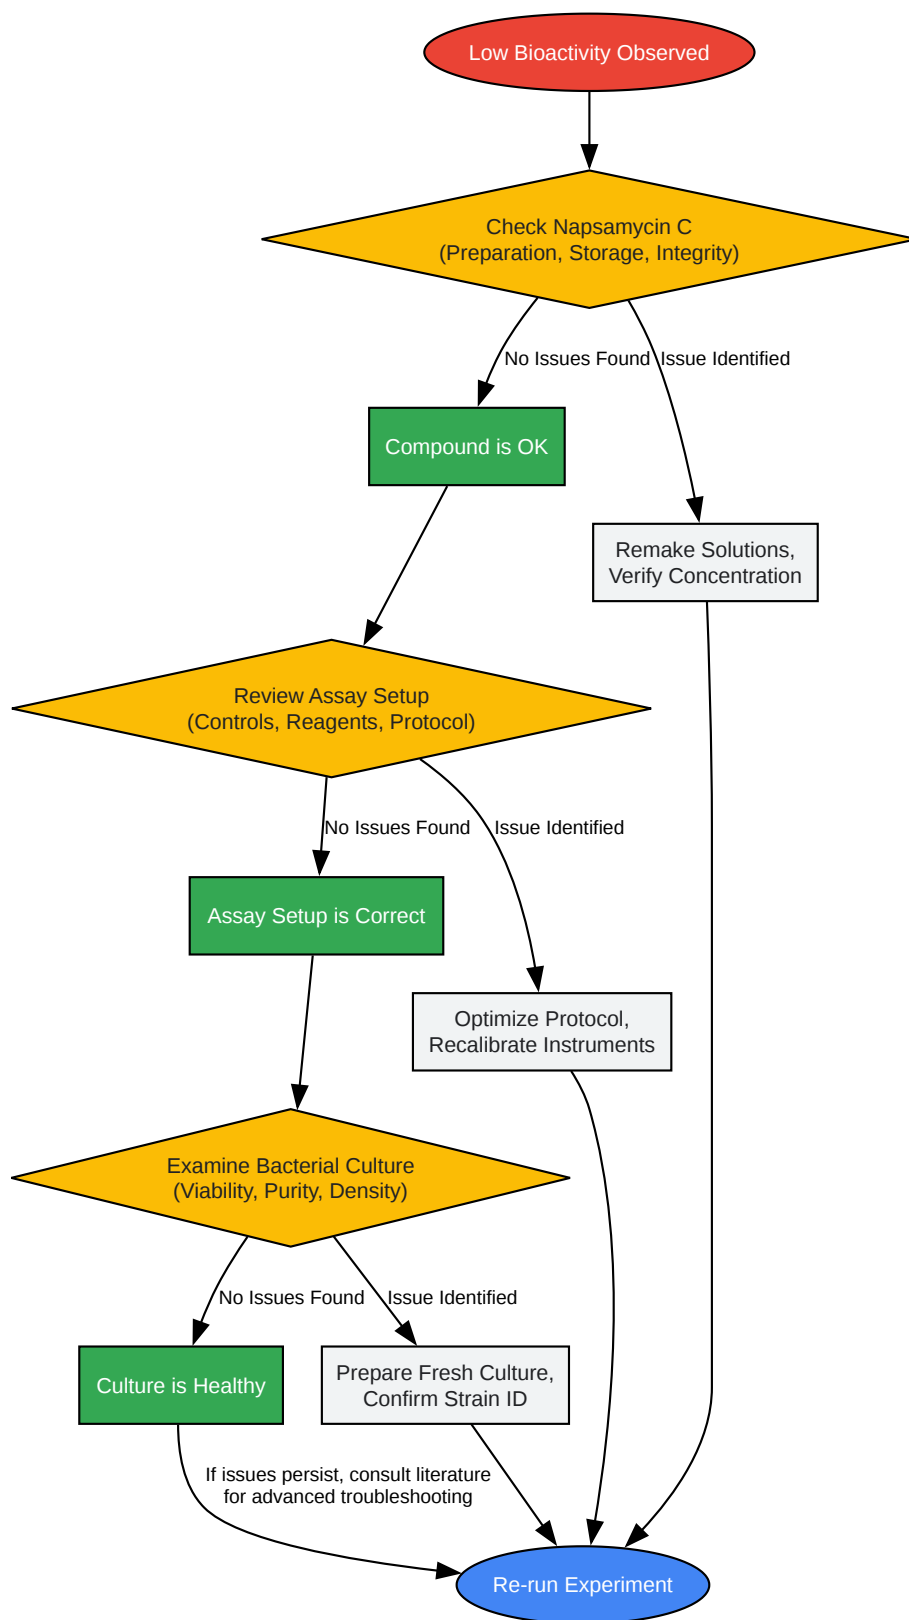 Low Bioactivity Observed
Check Napsamycin C
(Preparation, Storage, Integrity)
No Issues Found
Issue Identified
Compound is OK
Remake Solutions,
Verify Concentration
Review Assay Setup
(Controls, Reagents, Protocol)
No Issues Found
Issue Identified
Assay Setup is Correct
Optimize Protocol,
Recalibrate Instruments
Examine Bacterial Culture
(Viability, Purity, Density)
No Issues Found
Issue Identified
Culture is Healthy
Prepare Fresh Culture,
Confirm Strain ID
If issues persist, consult literature
for advanced troubleshooting
Re-run Experiment